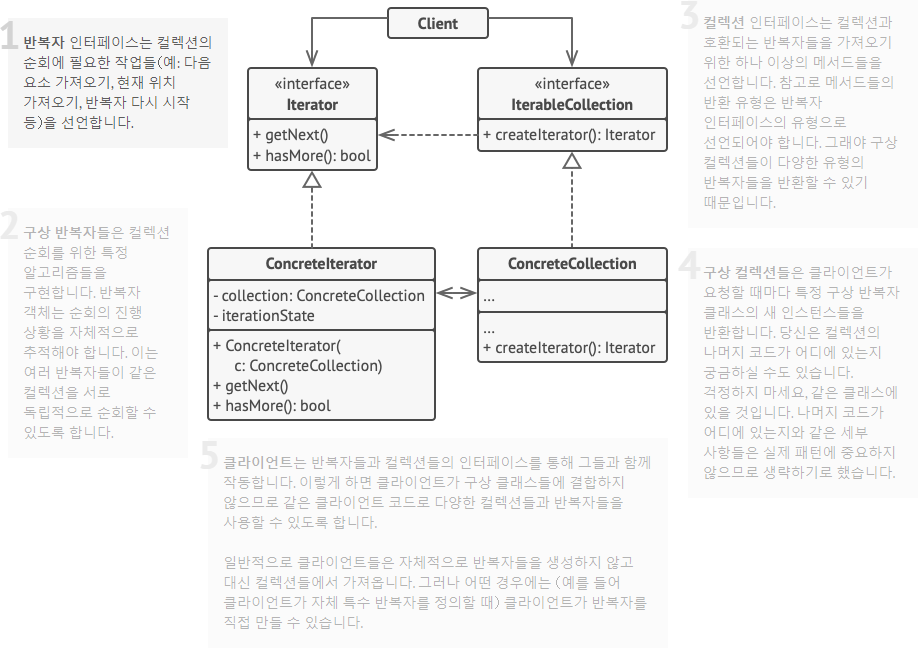 Client
1
반복자 인터페이스는 컬렉션의
순회에 필요한 작업들(예: 다음
요소 가져오기, 현재 위치
가져오기, 반복자 다시 시작
등)을 선언합니다.
«interface»
Iterator
+ getNext()
+ hasMore(): bool
«interface»
IterableCollection
+ createIterator(): Iterator
3
컬렉션 인터페이스는 컬렉션과
호환되는 반복자들을 가져오기
위한 하나 이상의 메서드들을
선언합니다. 참고로 메서드들의
반환 유형은 반복자
인터페이스의 유형으로
선언되어야 합니다. 그래야 구상
컬렉션들이 다양한 유형의
반복자들을 반환할 수 있기
때문입니다.
2
구상 반복자들은 컬렉션
순회를 위한 특정
알고리즘들을
구현합니다. 반복자
객체는 순회의 진행
상황을 자체적으로
추적해야 합니다. 이는
여러 반복자들이 같은
컬렉션을 서로
독립적으로 순회할 수
있도록 합니다.
ConcreteIterator
- collection: ConcreteCollection
- iterationState
+ ConcreteIterator(
c: ConcreteCollection)
+ getNext()
+ hasMore(): bool
ConcreteCollection
...
...
+ createIterator(): Iterator
4
구상 컬렉션들은 클라이언트가
요청할 때마다 특정 구상 반복자
클래스의 새 인스턴스들을
반환합니다. 당신은 컬렉션의
나머지 코드가 어디에 있는지
궁금하실 수도 있습니다.
걱정하지 마세요, 같은 클래스에
있을 것입니다. 나머지 코드가
어디에 있는지와 같은 세부
사항들은 실제 패턴에 중요하지
않으므로 생략하기로 했습니다.
5
클라이언트는 반복자들과 컬렉션들의 인터페이스를 통해 그들과 함께
작동합니다. 이렇게 하면 클라이언트가 구상 클래스들에 결합하지
않으므로 같은 클라이언트 코드로 다양한 컬렉션들과 반복자들을
사용할 수 있도록 합니다.
일반적으로 클라이언트들은 자체적으로 반복자들을 생성하지 않고
대신 컬렉션들에서 가져옵니다. 그러나 어떤 경우에는 (예를 들어
클라이언트가 자체 특수 반복자를 정의할 때) 클라이언트가 반복자를
직접 만들 수 있습니다.